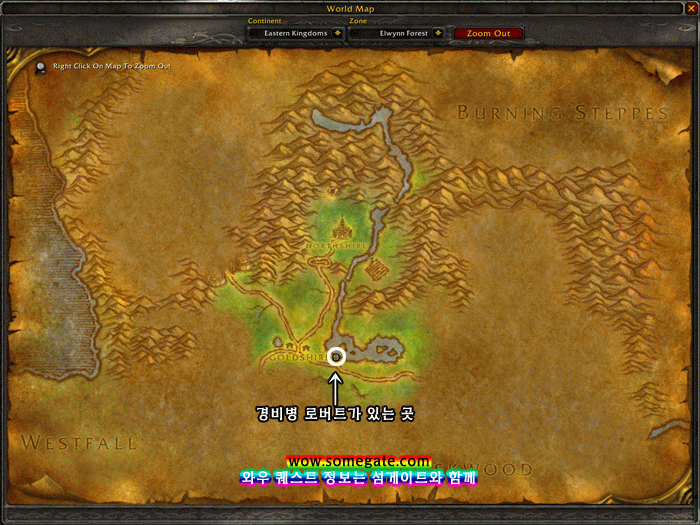 World Map
Continent Zone
Eastern Kingdoms Elwynn Forest Zoom Out
Right Click On Map To Zoom Out
BURNING STEPPES
NORTHSHIRE
GOLDSHIRE
경비병 로버트가 있는 곳
WESTFALL
wow.somegate.com
와우 퀘스트 정보는 섬게이트와 함께